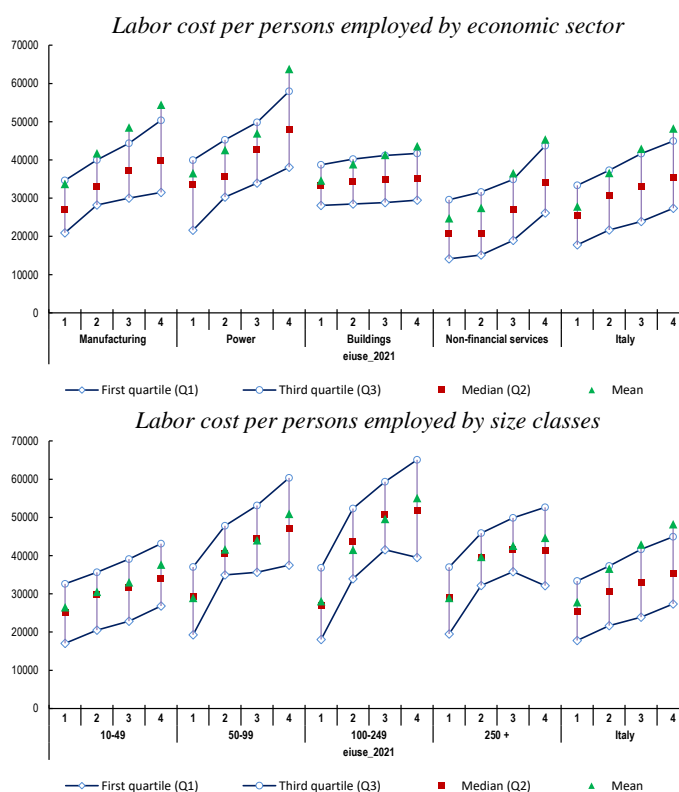 Labor cost per persons employed by economic sector
70000
60000
50000
40000
30000
20000
10000
0
1 2 3 4 1 2 3 4 1 2 3 4 1 2 3 4 1 2 3 4
Manufacturing Power Buildings Non-financial services Italy
eiuse_2021
First quartile (Q1) Third quartile (Q3) Median (Q2) Mean
Labor cost per persons employed by size classes
70000
60000
50000
40000
30000
20000
10000
0
1 2 3 4 1 2 3 4 1 2 3 4 1 2 3 4 1 2 3 4
10-49 50-99 100-249 250 + Italy
eiuse_2021
First quartile (Q1) Third quartile (Q3) Median (Q2) Mean